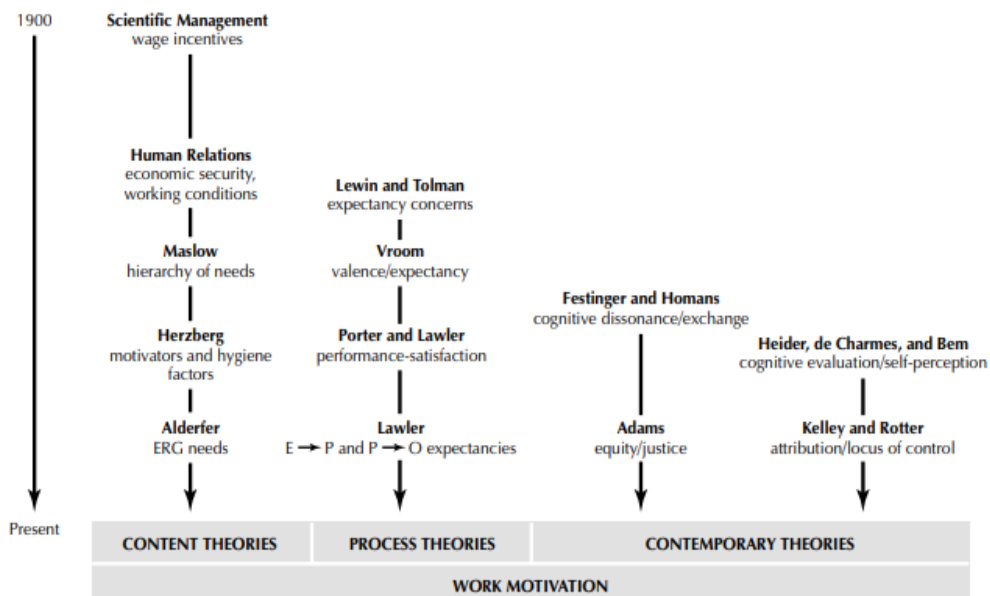 1900
Scientific Management
wage incentives
Human Relations
economic security,
working conditions
Lewin and Tolman
expectancy concerns
Maslow
hierarchy of needs
Vroom
valence/expectancy
Festinger and Homans
cognitive dissonance/exchange
Herzberg
motivators and hygiene
factors
Porter and Lawler
performance-satisfaction
Heider, de Charmes, and Bem
cognitive evaluation/self-perception
Alderfer
ERG needs
Lawler
E → P and P → O expectancies
Adams
equity/justice
Kelley and Rotter
attribution/locus of control
Present
CONTENT THEORIES
PROCESS THEORIES
CONTEMPORARY THEORIES
WORK MOTIVATION